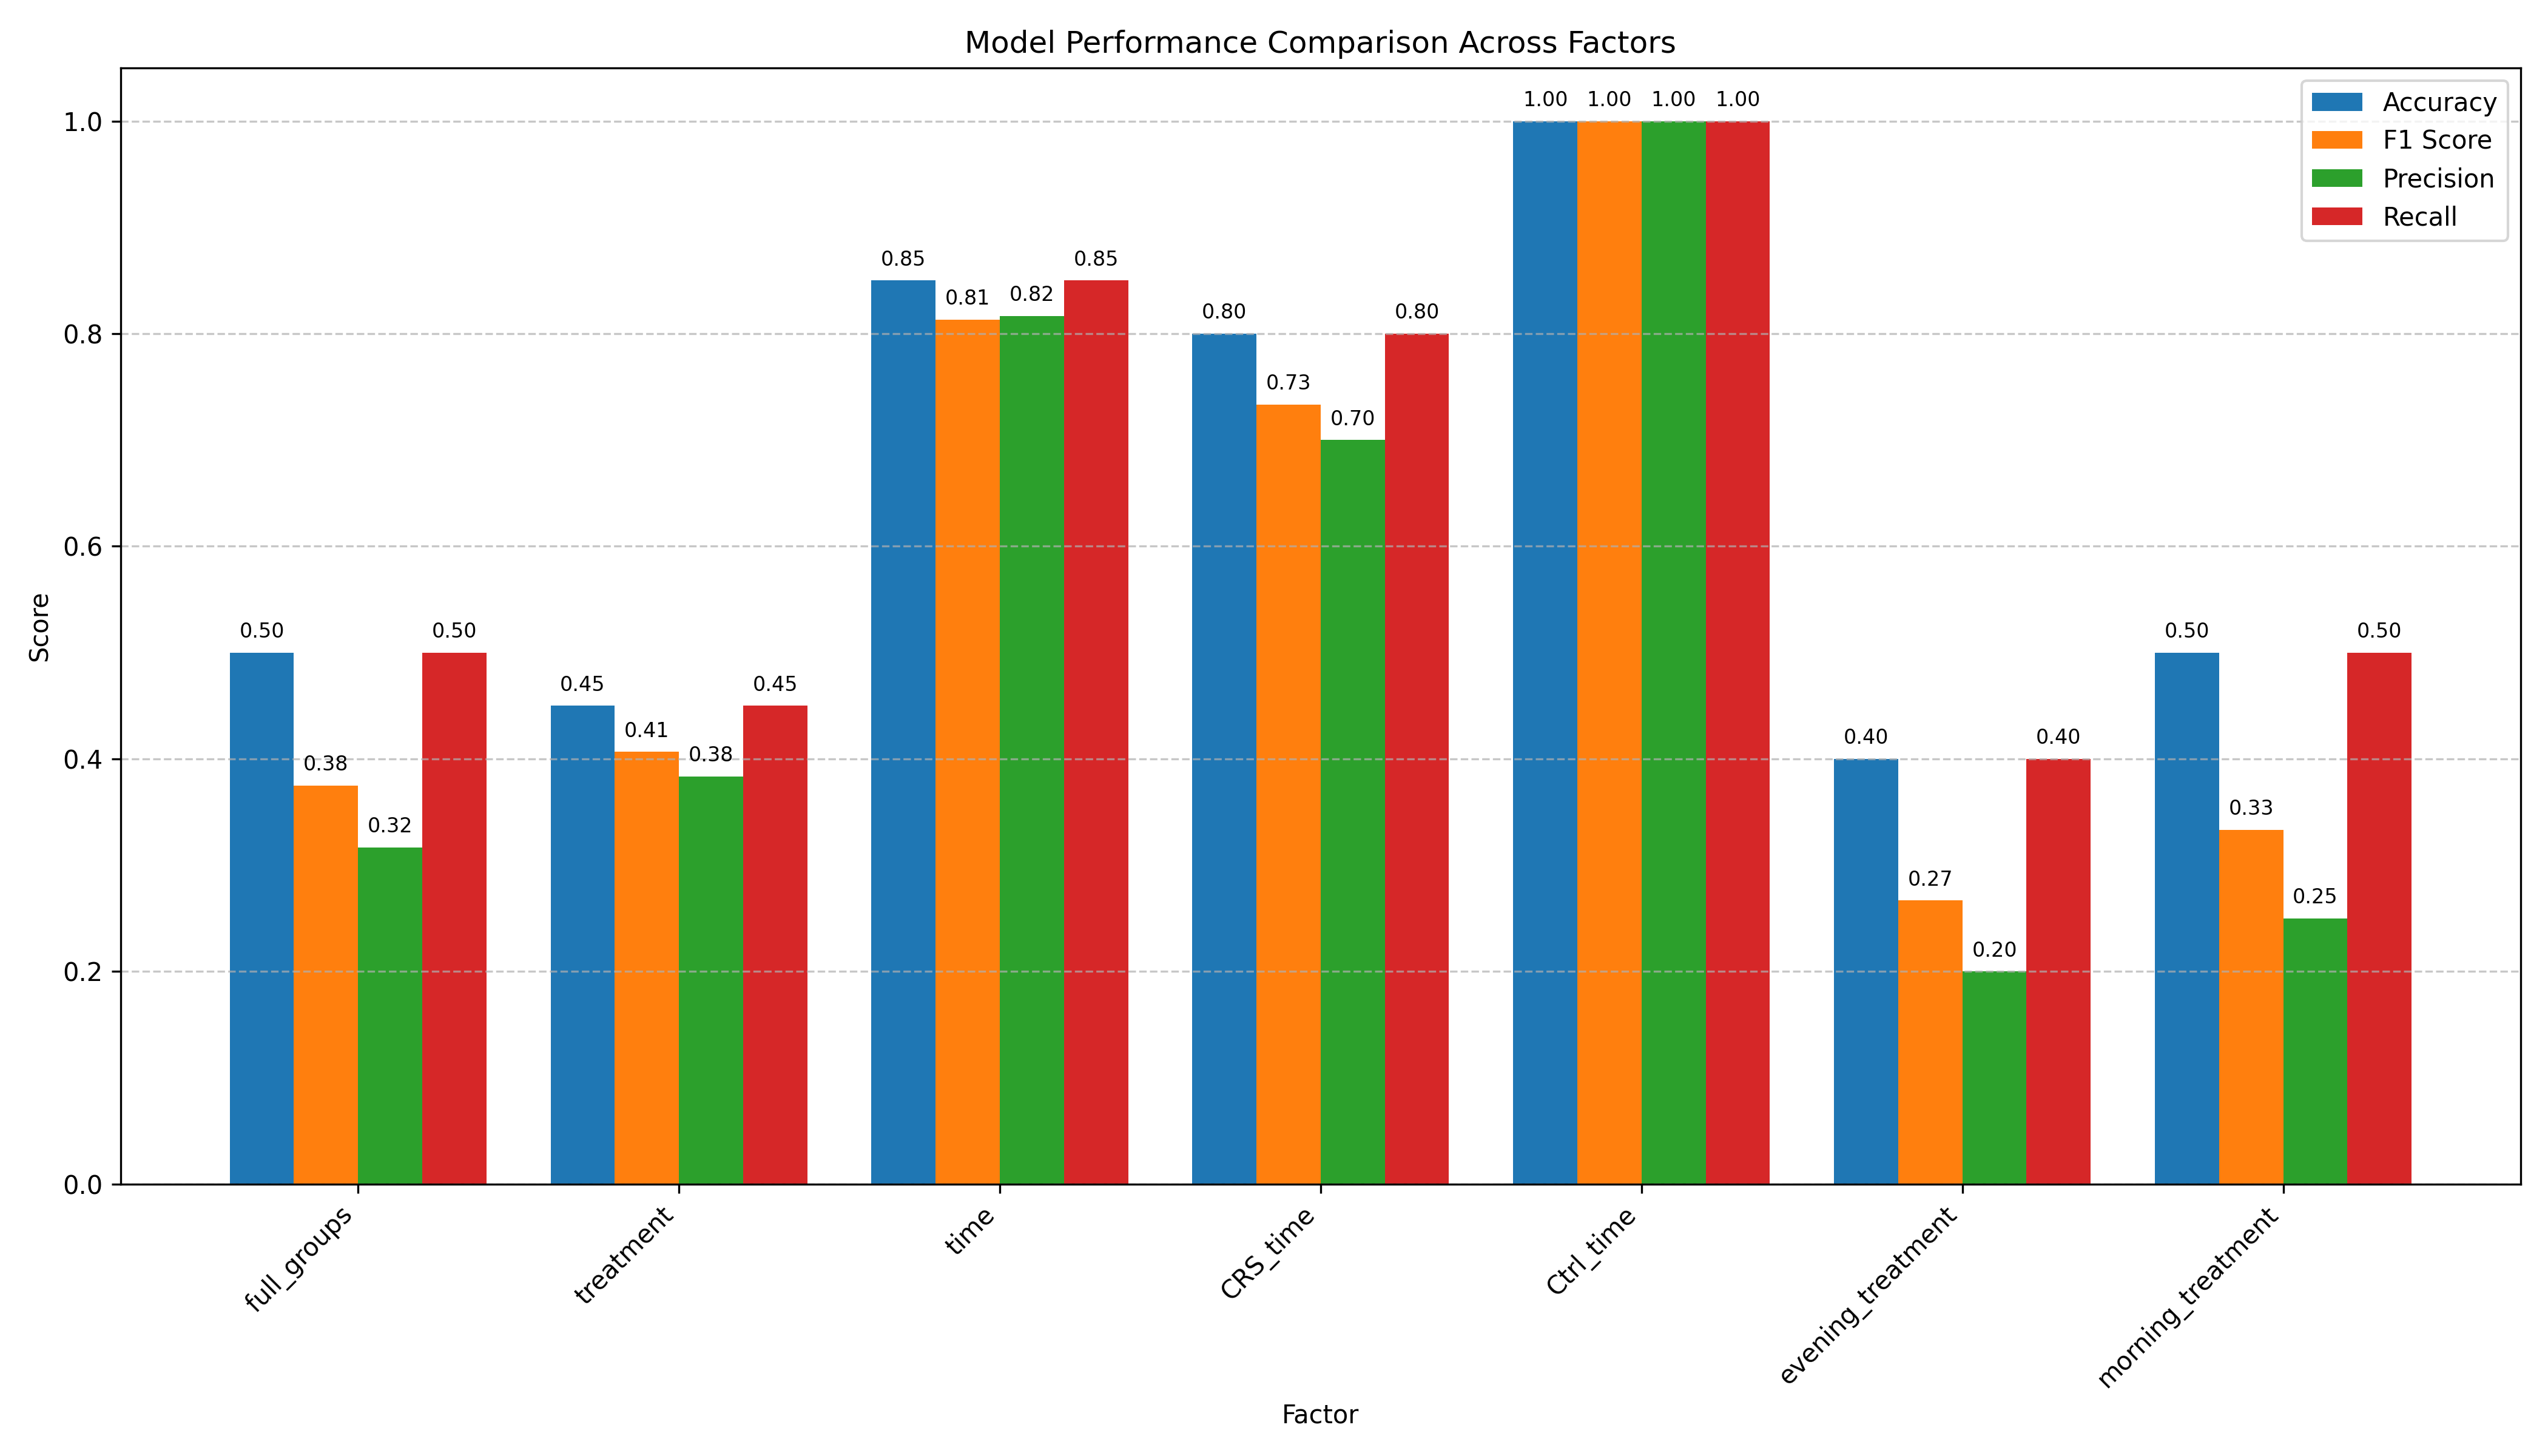 Model Performance Comparison Across Factors
Accuracy
F1 Score
Precision
Recall
Score
1.0
0.8
0.6
0.4
0.2
0.0
0.50
0.38
0.32
0.50
0.45
0.41
0.38
0.45
0.85
0.81
0.82
0.85
0.80
0.73
0.70
0.80
1.00
1.00
1.00
1.00
0.40
0.27
0.20
0.40
0.50
0.33
0.25
0.50
full_groups
treatment
time
CRS_time
Ctrl_time
evening_treatment
morning_treatment
Factor